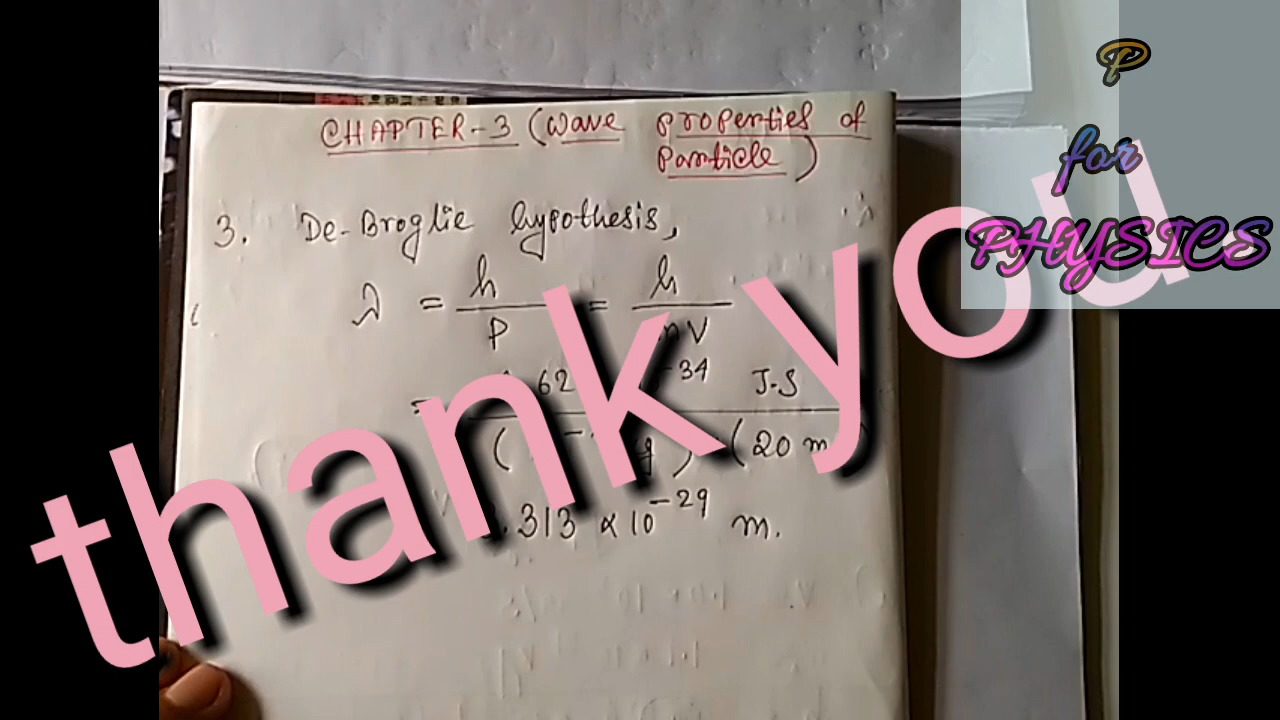 CHAPTER-3 (Wave properties of
Particle)
3. De-Broglie hypothesis,
λ = h / P = h / mV
62 -34 J-S
(20 m
.313 × 10^-29 m.
thank you
P
for
PHYSICS